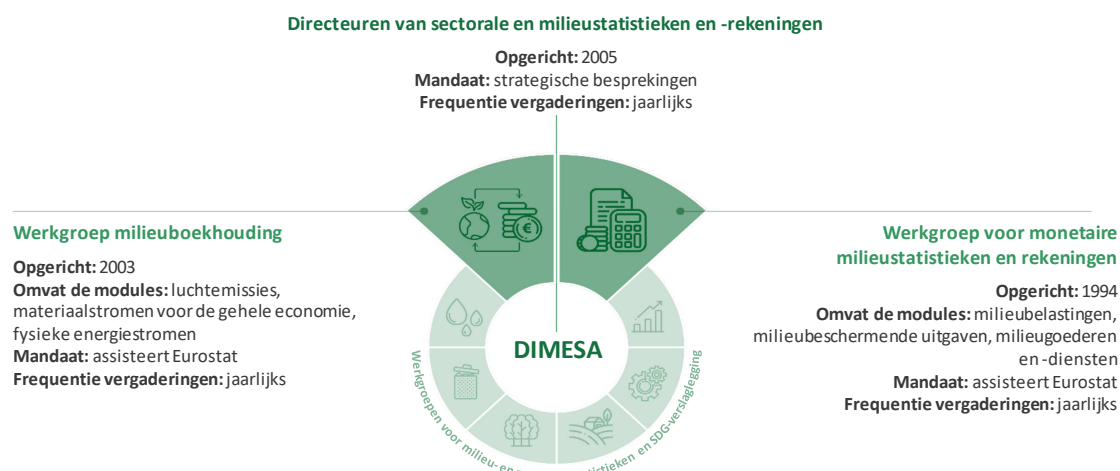 Directeuren van sectorale en milieustatistieken en -rekeningen
Opgericht: 2005
Mandaat: strategische besprekingen
Frequentie vergaderingen: jaarlijks
Werkgroep milieuboekhouding
Opgericht: 2003
Omvat de modules: luchtemissies,
materiaalstromen voor de gehele economie,
fysieke energiestromen
Mandaat: assisteert Eurostat
Frequentie vergaderingen: jaarlijks
Werkgroep voor monetaire
milieustatistieken en rekeningen
Opgericht: 1994
Omvat de modules: milieubelastingen,
milieubeschermende uitgaven, milieugoederen
en -diensten
Mandaat: assisteert Eurostat
Frequentie vergaderingen: jaarlijks
DIMESA
Werkgroepen voor milieu- en en SDG-verslaglegging